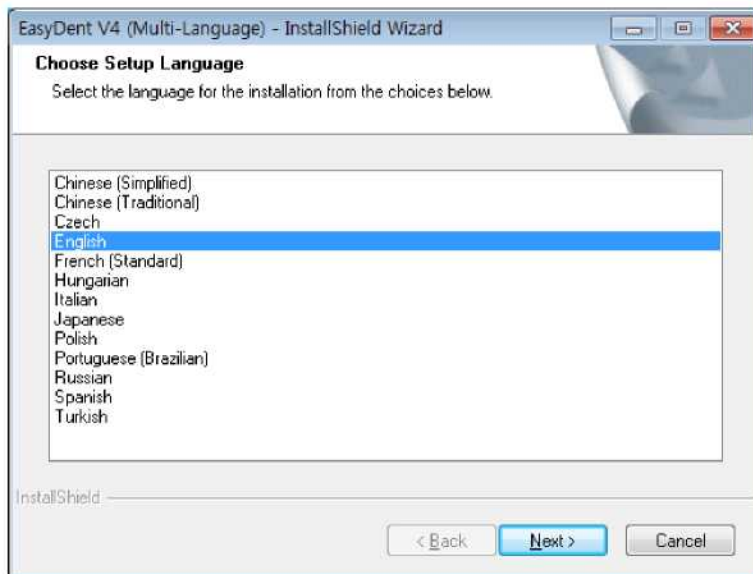 EasyDent V4 (Multi-Language) - InstallShield Wizard
Choose Setup Language
Select the language for the installation from the choices below.
Chinese (Simplified)
Chinese (Traditional)
Czech
English
French (Standard)
Hungarian
Italian
Japanese
Polish
Portuguese (Brazilian)
Russian
Spanish
Turkish
InstallShield
< Back
Next >
Cancel